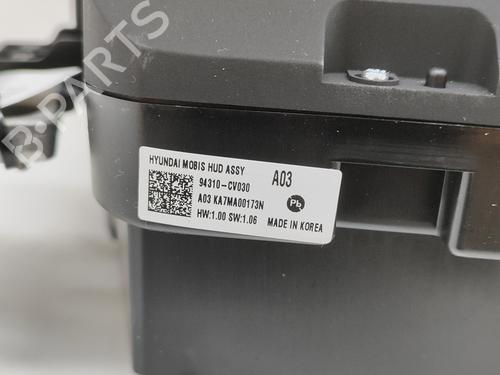 B-PARTS
HYUNDAI MOBIS HUD ASSY
A03
94310-CV030
A03 KA7MA00173N
Pb
HW:1.00 SW:1.06
MADE IN KOREA